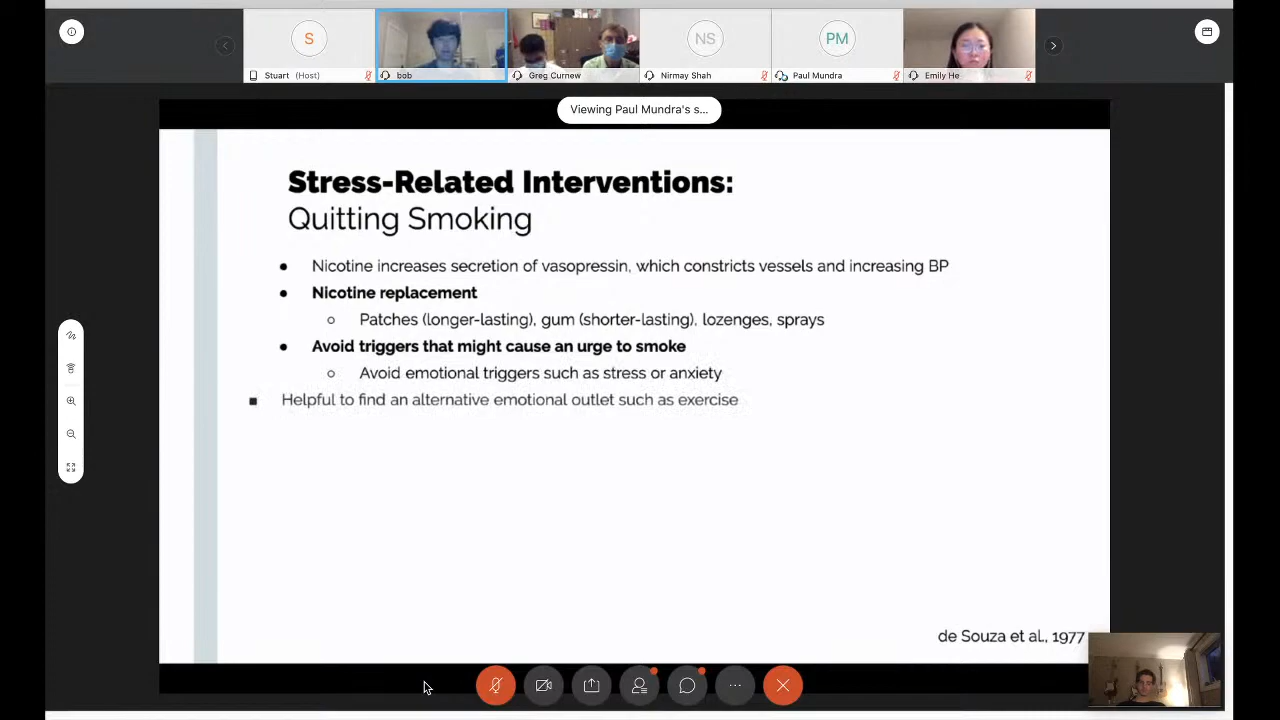 S
NS
PM
Stuart (Host)
bob
Greg Curnew
Nirmay Shah
Paul Mundra
Emily He
Viewing Paul Mundra's s...
Stress-Related Interventions:
Quitting Smoking
Nicotine increases secretion of vasopressin, which constricts vessels and increasing BP
Nicotine replacement
Patches (longer-lasting), gum (shorter-lasting), lozenges, sprays
Avoid triggers that might cause an urge to smoke
Avoid emotional triggers such as stress or anxiety
Helpful to find an alternative emotional outlet such as exercise
de Souza et al., 1977